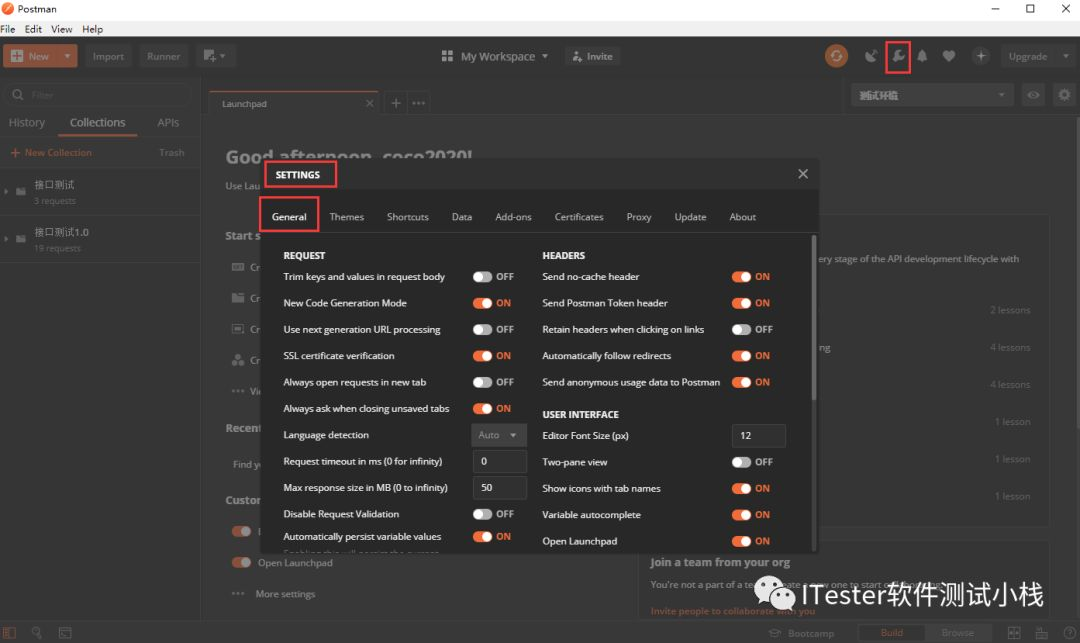 Postman
File Edit View Help
New Import Runner My Workspace Invite Upgrade
Filter
Launchpad
测试环境
History Collections APIs
New Collection Trash
接口测试
3 requests
接口测试1.0
19 requests
Good afternoon, coco2020!
Use Lau
Start s
Cr
Cr
Cr
Cr
Vi
Recen
Find yo
Custor
Open Launchpad
More settings
SETTINGS
General Themes Shortcuts Data Add-ons Certificates Proxy Update About
REQUEST
Trim keys and values in request body OFF
New Code Generation Mode ON
Use next generation URL processing OFF
SSL certificate verification ON
Always open requests in new tab OFF
Always ask when closing unsaved tabs ON
Language detection Auto
Request timeout in ms (0 for infinity) 0
Max response size in MB (0 to infinity) 50
Disable Request Validation OFF
Automatically persist variable values ON
HEADERS
Send no-cache header ON
Send Postman Token header ON
Retain headers when clicking on links OFF
Automatically follow redirects ON
Send anonymous usage data to Postman ON
USER INTERFACE
Editor Font Size (px) 12
Two-pane view OFF
Show icons with tab names ON
Variable autocomplete ON
Open Launchpad ON
ery stage of the API development lifecycle with
2 lessons
ng 4 lessons
4 lessons
1 lesson
1 lesson
1 lesson
Join a team from your org
You're not a part of a team
Invite people to collaborate with you
ITester软件测试小栈
Bootcamp Build Browse